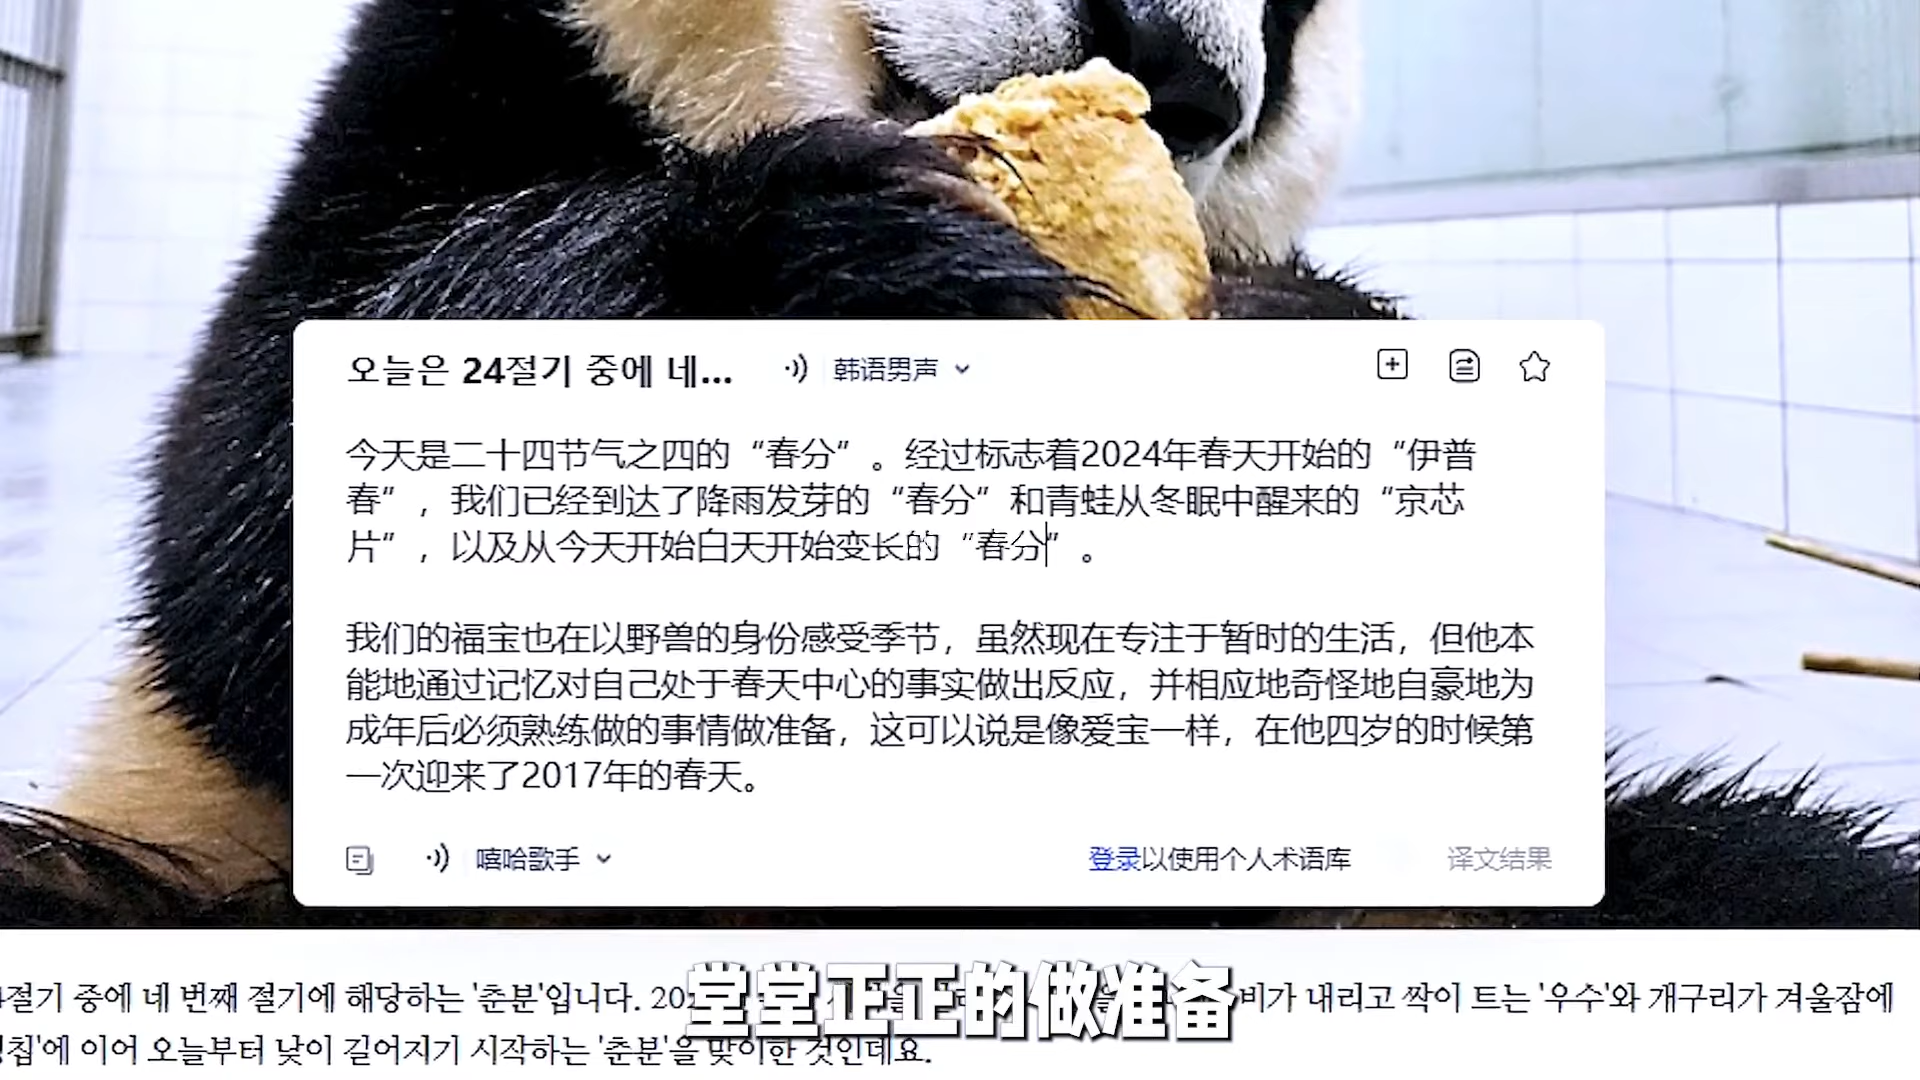 오늘은 24절기 중에 네... 韩语男声
今天是二十四节气之四的“春分”。经过标志着2024年春天开始的“伊普
春”，我们已经到达了降雨发芽的“春分”和青蛙从冬眠中醒来的“京芯
片”，以及从今天开始白天开始变长的“春分”。
我们的福宝也在以野兽的身份感受季节，虽然现在专注于暂时的生活，但他本
能地通过记忆对自己处于春天中心的事实做出反应，并相应地奇怪地自豪地为
成年后必须熟练做的事情做准备，这可以说是像爱宝一样，在他四岁的时候第
一次迎来了2017年的春天。
嘻哈歌手 登录以使用个人术语库 译文结果
절기 중에 네 번째 절기에 해당하는 '춘분'입니다. 비가 내리고 싹이 트는 '우수'와 개구리가 겨울잠에
칩'에 이어 오늘부터 낮이 길어지기 시작하는 '춘분'을 맞이한 것인데요.
堂堂正正的做准备